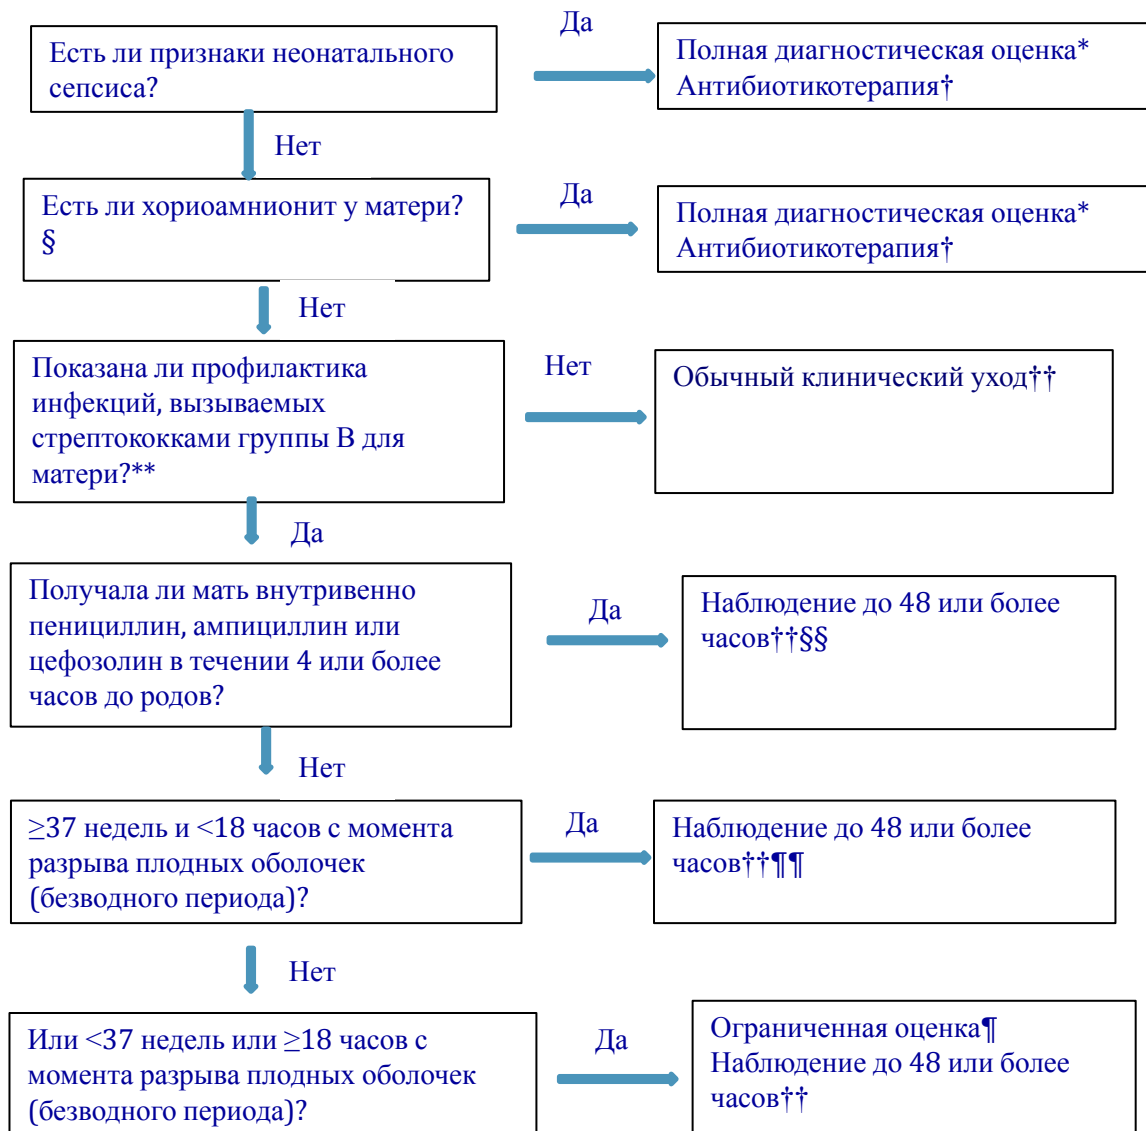 Да
Есть ли признаки неонатального
сепсиса?
Полная диагностическая оценка*
Антибиотикотерапия†
Нет
Есть ли хориоамнионит у матери?
§
Да
Полная диагностическая оценка*
Антибиотикотерапия†
Нет
Показана ли профилактика
инфекций, вызываемых
стрептококками группы В для
матери?**
Нет
Обычный клинический уход††
Да
Получала ли мать внутривенно
пенициллин, ампициллин или
цефозолин в течении 4 или более
часов до родов?
Да
Наблюдение до 48 или более
часов††§§
Нет
≥37 недель и <18 часов с момента
разрыва плодных оболочек
(безводного периода)?
Да
Наблюдение до 48 или более
часов††¶¶
Нет
Или <37 недель или ≥18 часов с
момента разрыва плодных оболочек
(безводного периода)?
Да
Ограниченная оценка¶
Наблюдение до 48 или более
часов††